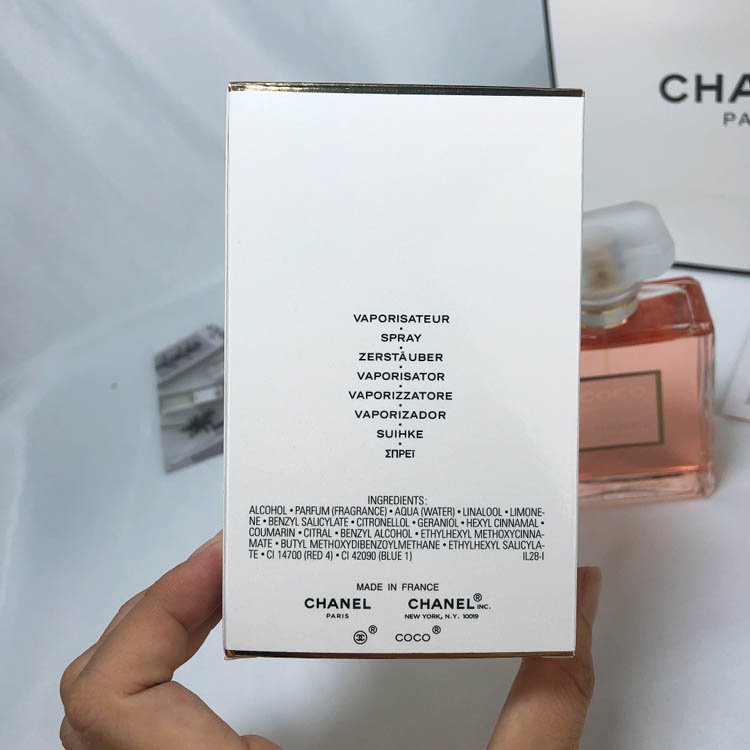 CHA
PA
VAPORISATEUR
•
SPRAY
•
ZERSTÄUBER
•
VAPORISATOR
•
VAPORIZZATORE
•
VAPORIZADOR
•
SUIHKE
•
ΣΠΡΕΪ
INGREDIENTS:
ALCOHOL • PARFUM (FRAGRANCE) • AQUA (WATER) • LINALOOL • LIMONE-
NE • BENZYL SALICYLATE • CITRONELLOL • GERANIOL • HEXYL CINNAMAL •
COUMARIN • CITRAL • BENZYL ALCOHOL • ETHYLHEXYL METHOXYCINNA-
MATE • BUTYL METHOXYDIBENZOYLMETHANE • ETHYLHEXYL SALICYLA-
TE • CI 14700 (RED 4) • CI 42090 (BLUE 1) IL28-I
MADE IN FRANCE
CHANEL CHANEL® INC.
PARIS NEW YORK, N.Y. 10019
® COCO®
COCO